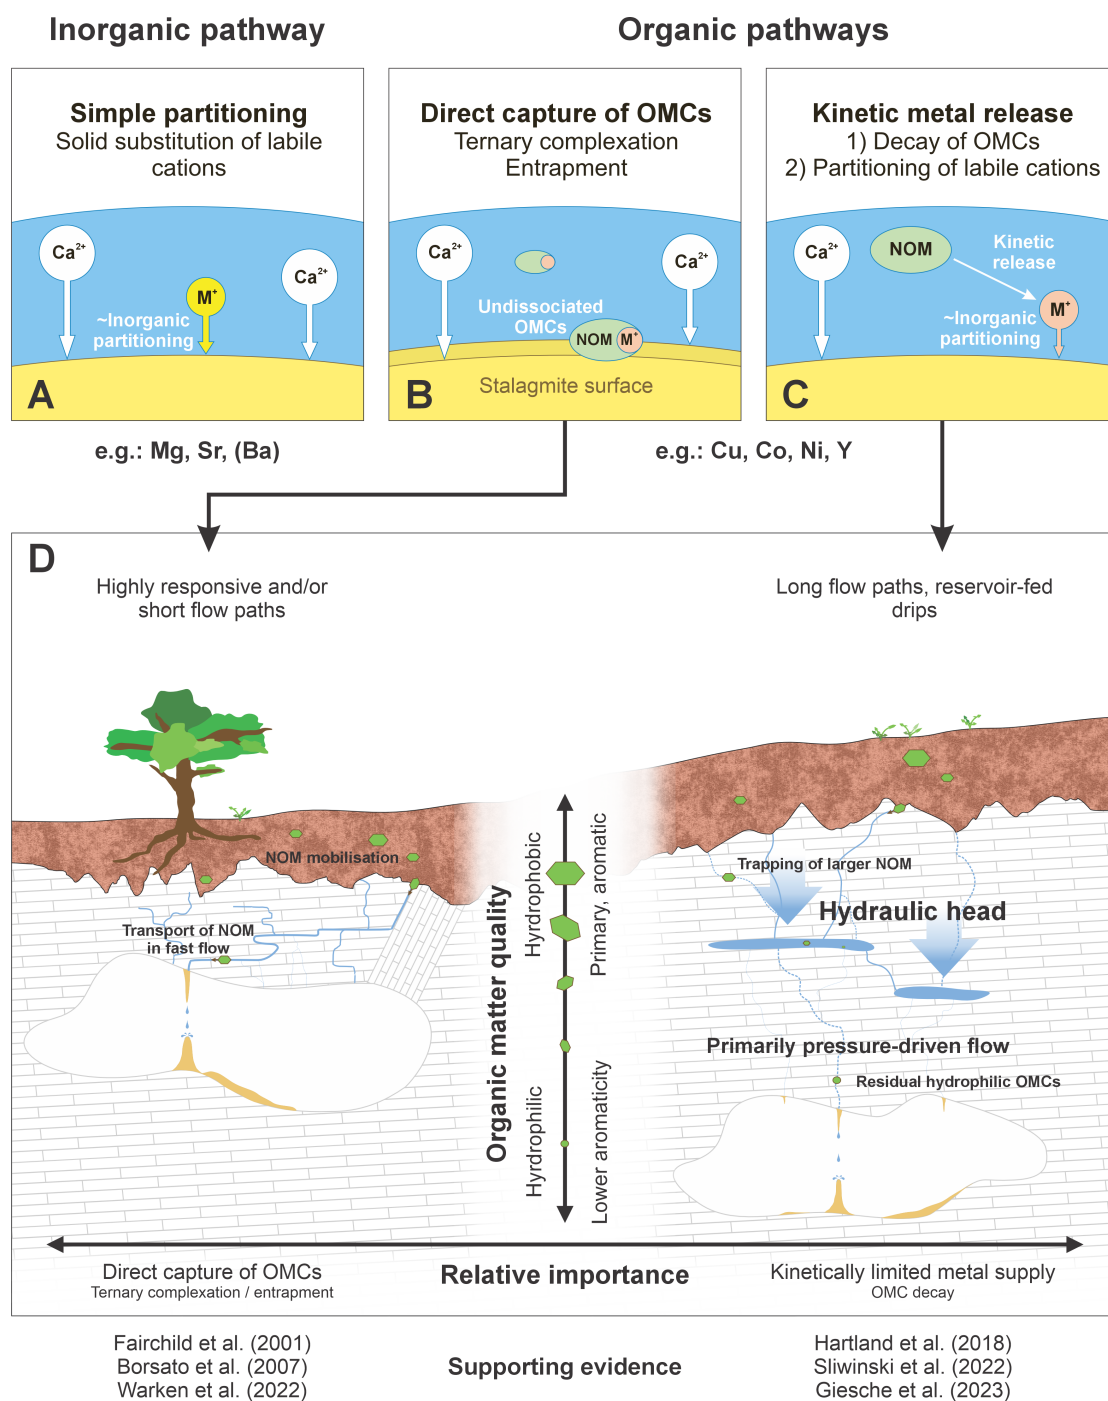 Inorganic pathway
Organic pathways
Simple partitioning
Solid substitution of labile
cations
Ca2+
M+
Ca2+
~Inorganic
partitioning
A
Direct capture of OMCs
Ternary complexation
Entrapment
Ca2+
Ca2+
Undissociated
OMCs
NOM
M+
Stalagmite surface
B
Kinetic metal release
1) Decay of OMCs
2) Partitioning of labile cations
Ca2+
NOM
Kinetic
release
M+
~Inorganic
partitioning
C
e.g.: Mg, Sr, (Ba)
e.g.: Cu, Co, Ni, Y
D
Highly responsive and/or
short flow paths
Long flow paths, reservoir-fed
drips
NOM mobilisation
Transport of NOM
in fast flow
Organic matter quality
Hydrophobic
Hyrdrophilic
Primary, aromatic
Lower aromaticity
Trapping of larger NOM
Hydraulic head
Primarily pressure-driven flow
Residual hydrophilic OMCs
Direct capture of OMCs
Ternary complexation / entrapment
Relative importance
Kinetically limited metal supply
OMC decay
Fairchild et al. (2001)
Borsato et al. (2007)
Warken et al. (2022)
Supporting evidence
Hartland et al. (2018)
Sliwinski et al. (2022)
Giesche et al. (2023)